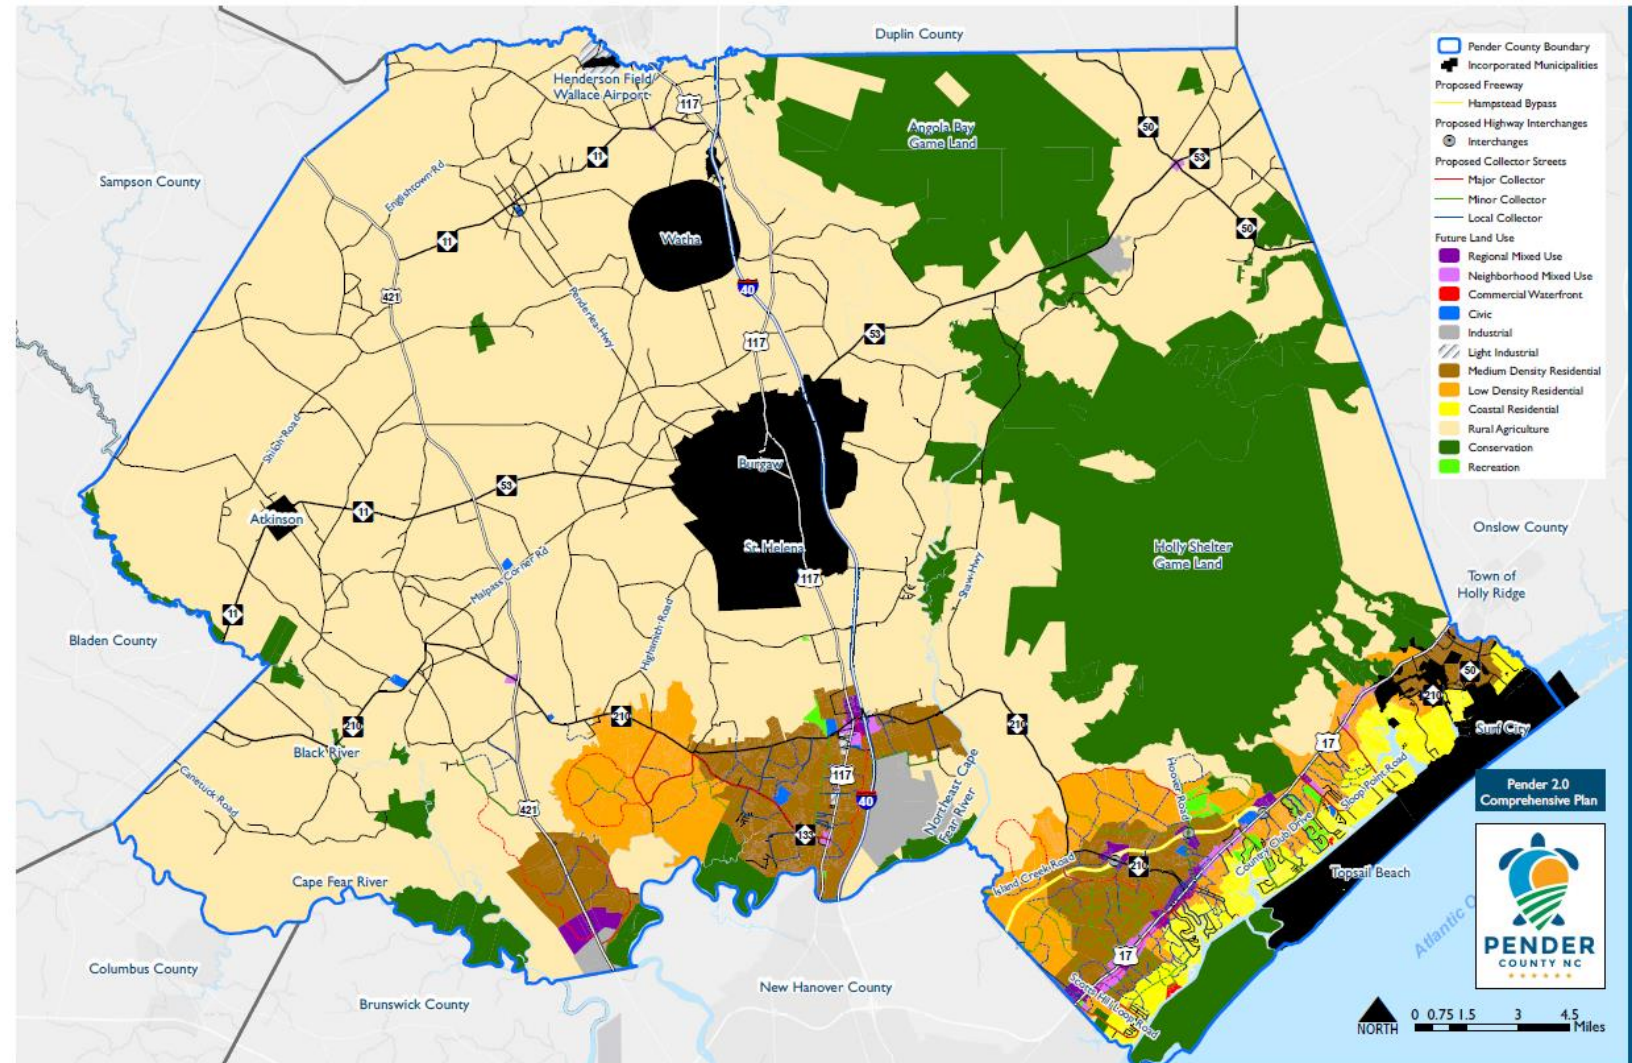 Duplin County
Henderson Field/
Wallace Airport
117
Angola Bay
Game Land
50
53
11
Sampson County
Englishtown Rd
11
50
Watha
421
40
Penderlea Hwy
117
53
Shiloh Road
Burgaw
53
Atkinson
11
St. Helena
117
Malpass Corner Rd
Shaw Hwy
Holly Shelter
Game Land
Onslow County
Town of
Holly Ridge
11
Bladen County
Highsmith Road
50
210
210
210
210
Surf City
17
Black River
117
Hoover Road
Sloop Point Road
Canetuck Road
421
40
Northeast Cape
Fear River
133
Country Club Drive
210
Island Creek Road
Topsail Beach
Cape Fear River
17
Atlantic O
Columbus County
Brunswick County
New Hanover County
Scotts Hill Loop Road
Pender County Boundary
Incorporated Municipalities
Proposed Freeway
Hampstead Bypass
Proposed Highway Interchanges
Interchanges
Proposed Collector Streets
Major Collector
Minor Collector
Local Collector
Future Land Use
Regional Mixed Use
Neighborhood Mixed Use
Commercial Waterfront
Civic
Industrial
Light Industrial
Medium Density Residential
Low Density Residential
Coastal Residential
Rural Agriculture
Conservation
Recreation
Pender 2.0
Comprehensive Plan
PENDER
COUNTY NC
NORTH
0 0.75 1.5 3 4.5
Miles